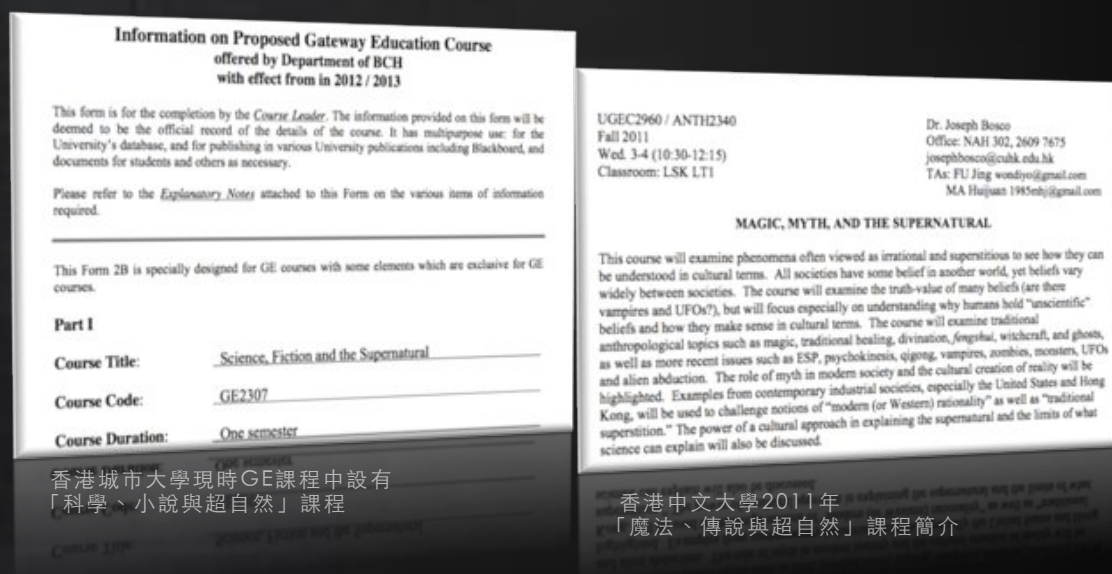 Information on Proposed Gateway Education Course
offered by Department of BCH
with effect from in 2012 / 2013
This form is for the completion by the Course Leader. The information provided on this form will be
deemed to be the official record of the details of the course. It has multipurpose use: for the
University's database, and for publishing in various University publications including Blackboard, and
documents for students and others as necessary.
Please refer to the Explanatory Notes attached to this Form on the various items of information
required.
This Form 2B is specially designed for GE courses with some elements which are exclusive for GE
courses.
Part I
Course Title: Science, Fiction and the Supernatural
Course Code: GE2307
Course Duration: One semester
香港城市大學現時GE課程中設有
「科學、小說與超自然」課程
UGEC2960 / ANTH2340
Fall 2011
Wed. 3-4 (10:30-12:15)
Classroom: LSK LT1
Dr. Joseph Bosco
Office: NAH 302, 2609 7675
josephbosco@cuhk.edu.hk
TAs: FU Jing wondiyo@gmail.com
MA Huijuan 1985mhj@gmail.com
MAGIC, MYTH, AND THE SUPERNATURAL
This course will examine phenomena often viewed as irrational and superstitious to see how they can
be understood in cultural terms. All societies have some belief in another world, yet beliefs vary
widely between societies. The course will examine the truth-value of many beliefs (are there
vampires and UFOs?), but will focus especially on understanding why humans hold "unscientific"
beliefs and how they make sense in cultural terms. The course will examine traditional
anthropological topics such as magic, traditional healing, divination, fengshui, witchcraft, and ghosts,
as well as more recent issues such as ESP, psychokinesis, qigong, vampires, zombies, monsters, UFOs
and alien abduction. The role of myth in modern society and the cultural creation of reality will be
highlighted. Examples from contemporary industrial societies, especially the United States and Hong
Kong, will be used to challenge notions of "modern (or Western) rationality" as well as "traditional
superstition." The power of a cultural approach in explaining the supernatural and the limits of what
science can explain will also be discussed.
香港中文大學2011年
「魔法、傳說與超自然」課程簡介